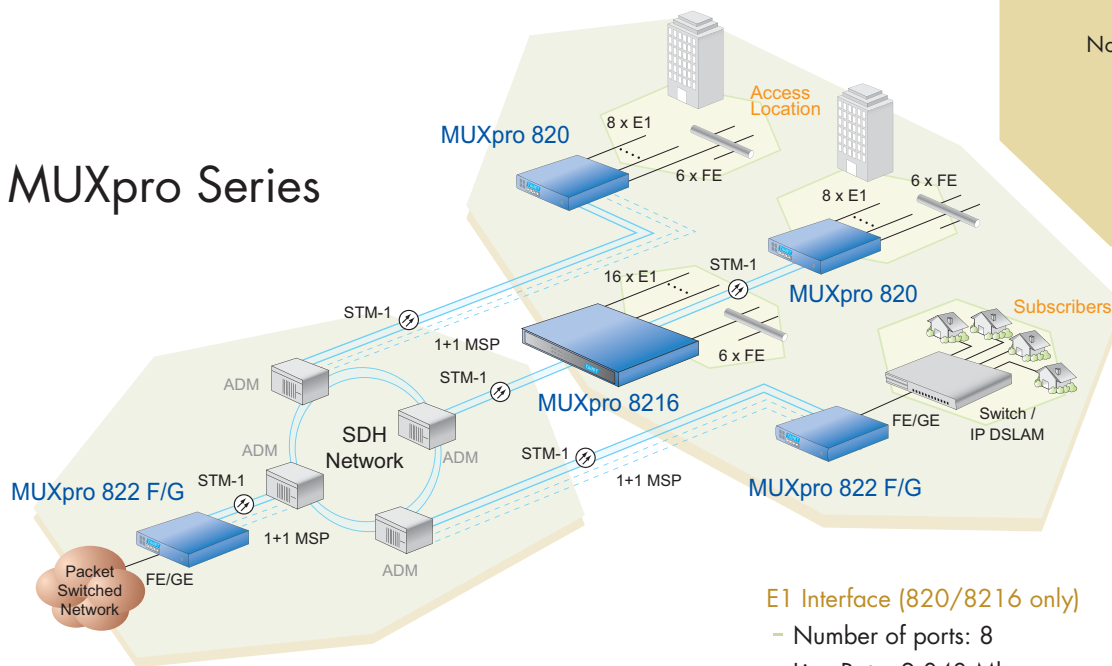 MUXpro Series
Access
Location
MUXpro 820
8 x E1
6 x FE
8 x E1
6 x FE
MUXpro 820
STM-1
16 x E1
6 x FE
MUXpro 8216
STM-1
1+1 MSP
STM-1
Subscribers
Switch /
IP DSLAM
FE/GE
MUXpro 822 F/G
STM-1
1+1 MSP
ADM
ADM
ADM
ADM
SDH
Network
MUXpro 822 F/G
STM-1
1+1 MSP
FE/GE
Packet
Switched
Network
E1 Interface (820/8216 only)
- Number of ports: 8